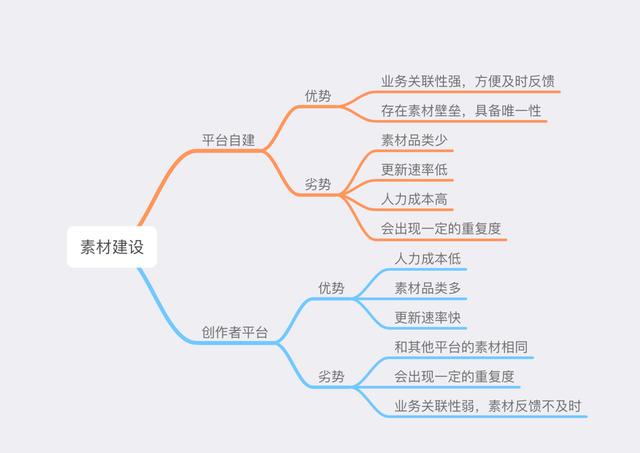 素材建设
平台自建
优势
业务关联性强，方便及时反馈
存在素材壁垒，具备唯一性
劣势
素材品类少
更新速率低
人力成本高
会出现一定的重复度
创作者平台
优势
人力成本低
素材品类多
更新速率快
劣势
和其他平台的素材相同
会出现一定的重复度
业务关联性弱，素材反馈不及时